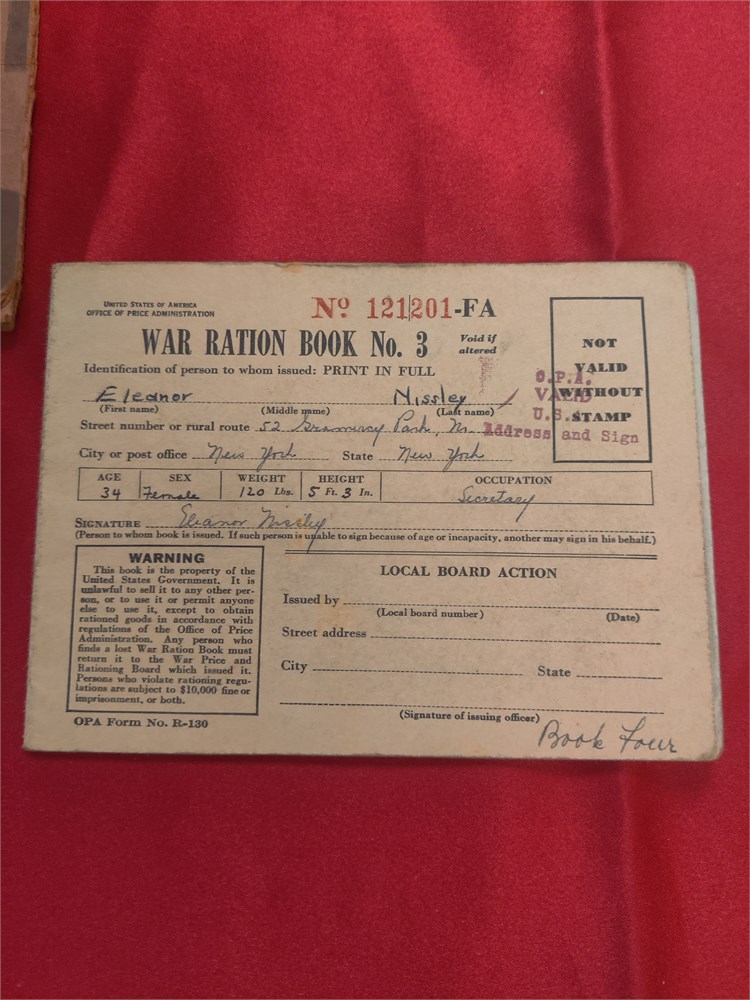 UNITED STATES OF AMERICA
OFFICE OF PRICE ADMINISTRATION
Nº 121201-FA
WAR RATION BOOK No. 3
Void if
altered
Identification of person to whom issued: PRINT IN FULL
Eleanor Nissley
(First name) (Middle name) (Last name)
Street number or rural route 52 Gramercy Park, N.
City or post office New York State New York
NOT
VALID
WITHOUT
STAMP
O.P.A.
VALID
U.S.
Address and Sign
AGE SEX WEIGHT HEIGHT OCCUPATION
34 Female 120 Lbs. 5 Ft. 3 In. Secretary
SIGNATURE Eleanor Nissley
(Person to whom book is issued. If such person is unable to sign because of age or incapacity, another may sign in his behalf.)
WARNING
This book is the property of the
United States Government. It is
unlawful to sell it to any other per-
son, or to use it or permit anyone
else to use it, except to obtain
rationed goods in accordance with
regulations of the Office of Price
Administration. Any person who
finds a lost War Ration Book must
return it to the War Price and
Rationing Board which issued it.
Persons who violate rationing regu-
lations are subject to $10,000 fine or
imprisonment, or both.
OPA Form No. R-130
LOCAL BOARD ACTION
Issued by
(Local board number) (Date)
Street address
City State
(Signature of issuing officer)
Book Four